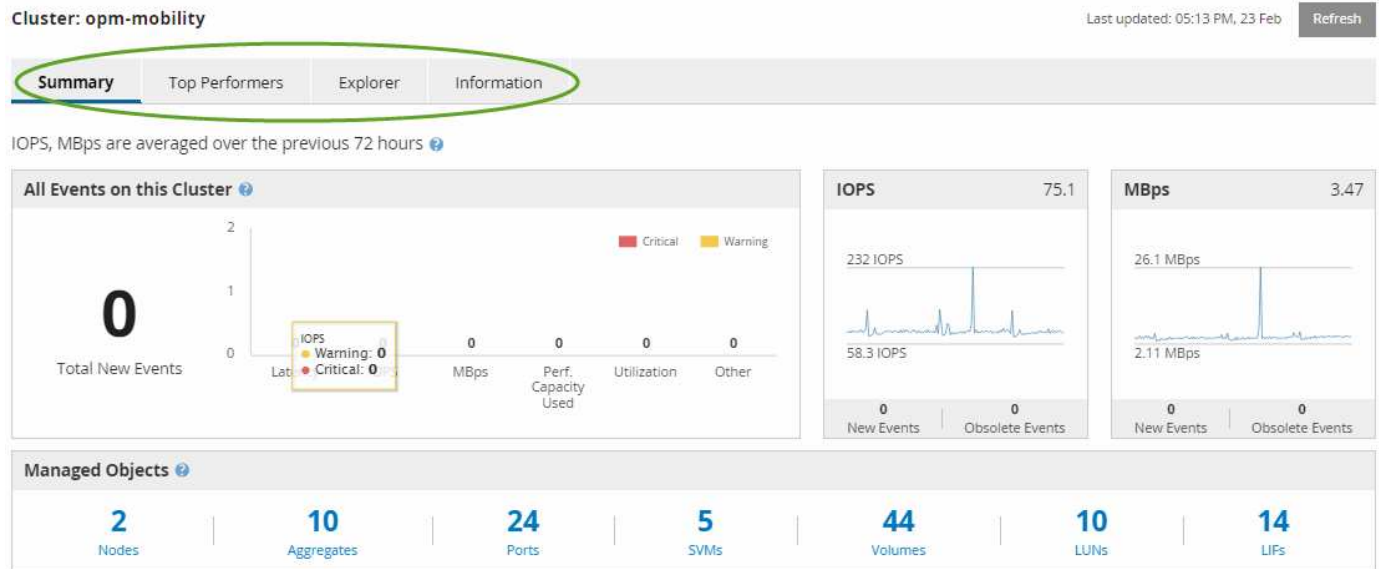 Cluster: opm-mobility
Last updated: 05:13 PM, 23 Feb
Refresh
Summary
Top Performers
Explorer
Information
IOPS, MBps are averaged over the previous 72 hours ?
All Events on this Cluster ?
0
Total New Events
Critical
Warning
2
1
0
IOPS
Warning: 0
Critical: 0
0
0
0
0
MBps
Perf.
Capacity
Used
Utilization
Other
IOPS
75.1
232 IOPS
58.3 IOPS
0
New Events
0
Obsolete Events
MBps
3.47
26.1 MBps
2.11 MBps
0
New Events
0
Obsolete Events
Managed Objects ?
2
Nodes
10
Aggregates
24
Ports
5
SVMs
44
Volumes
10
LUNs
14
LIFs